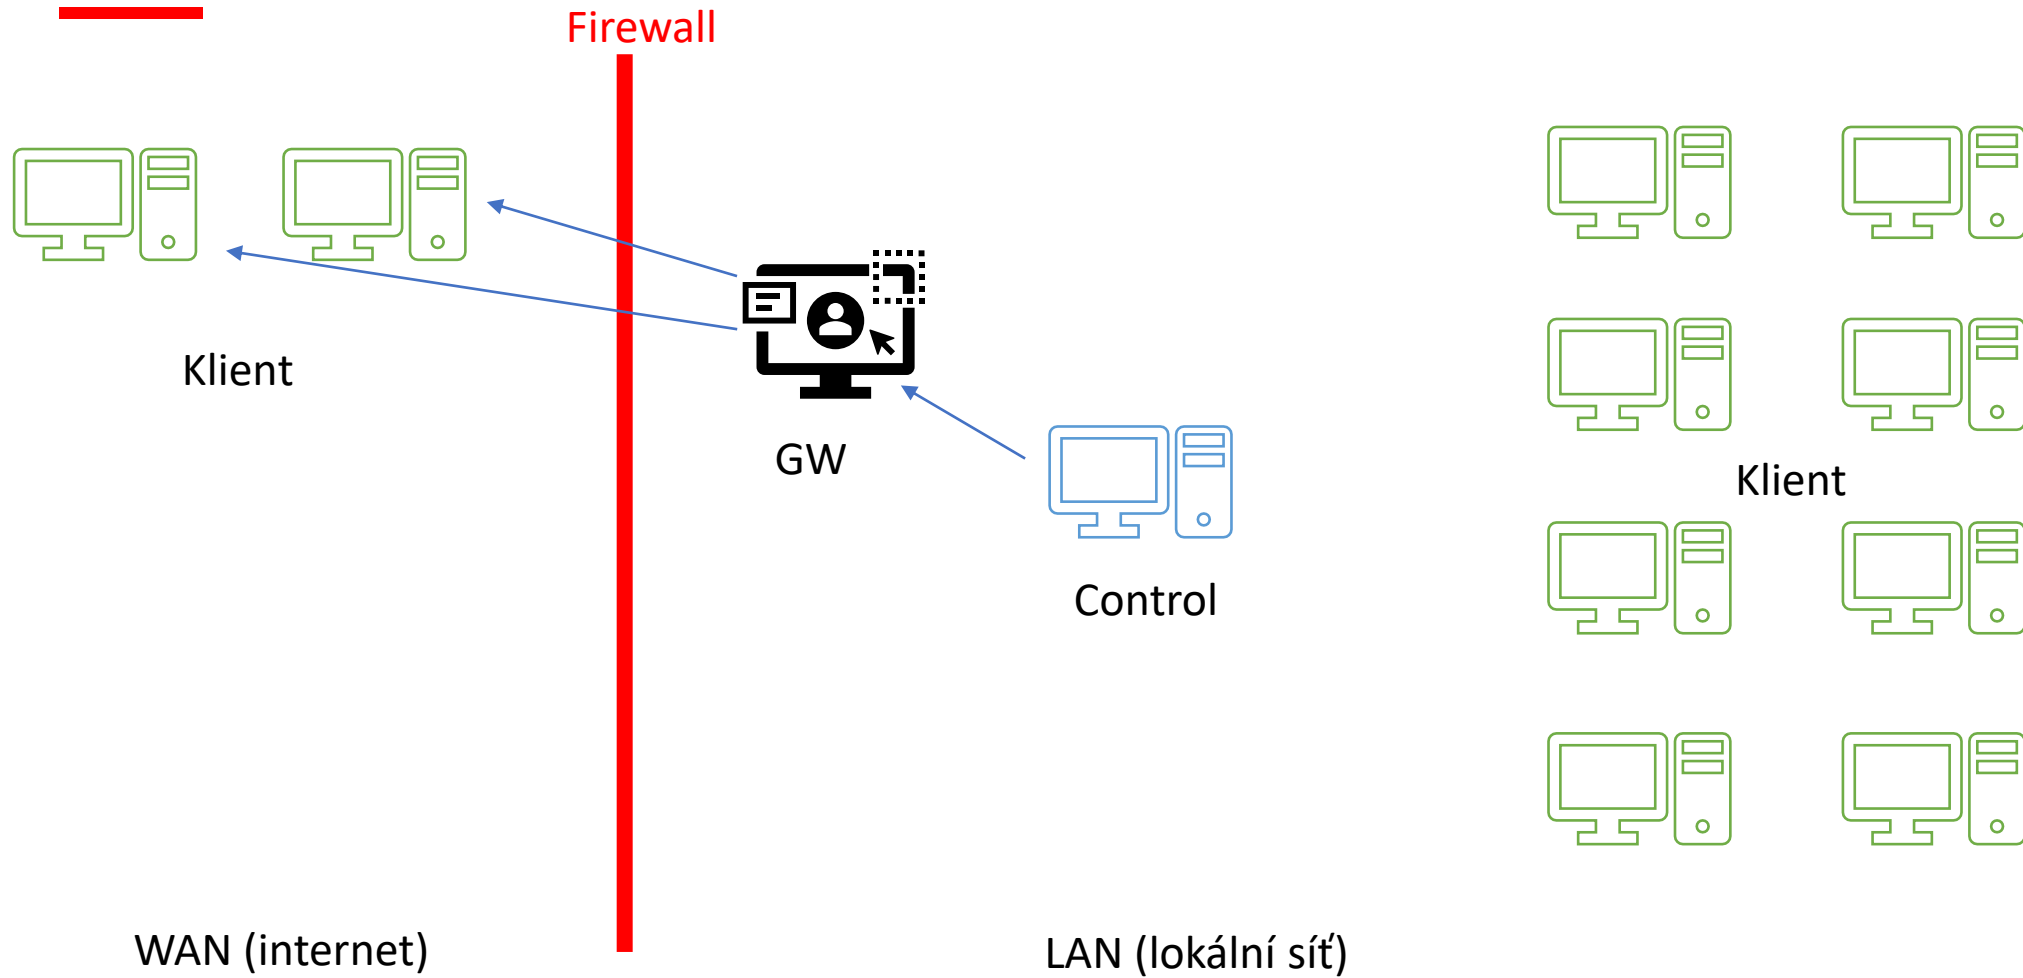 Firewall
Klient
GW
Klient
Control
WAN (internet)
LAN (lokální síť)